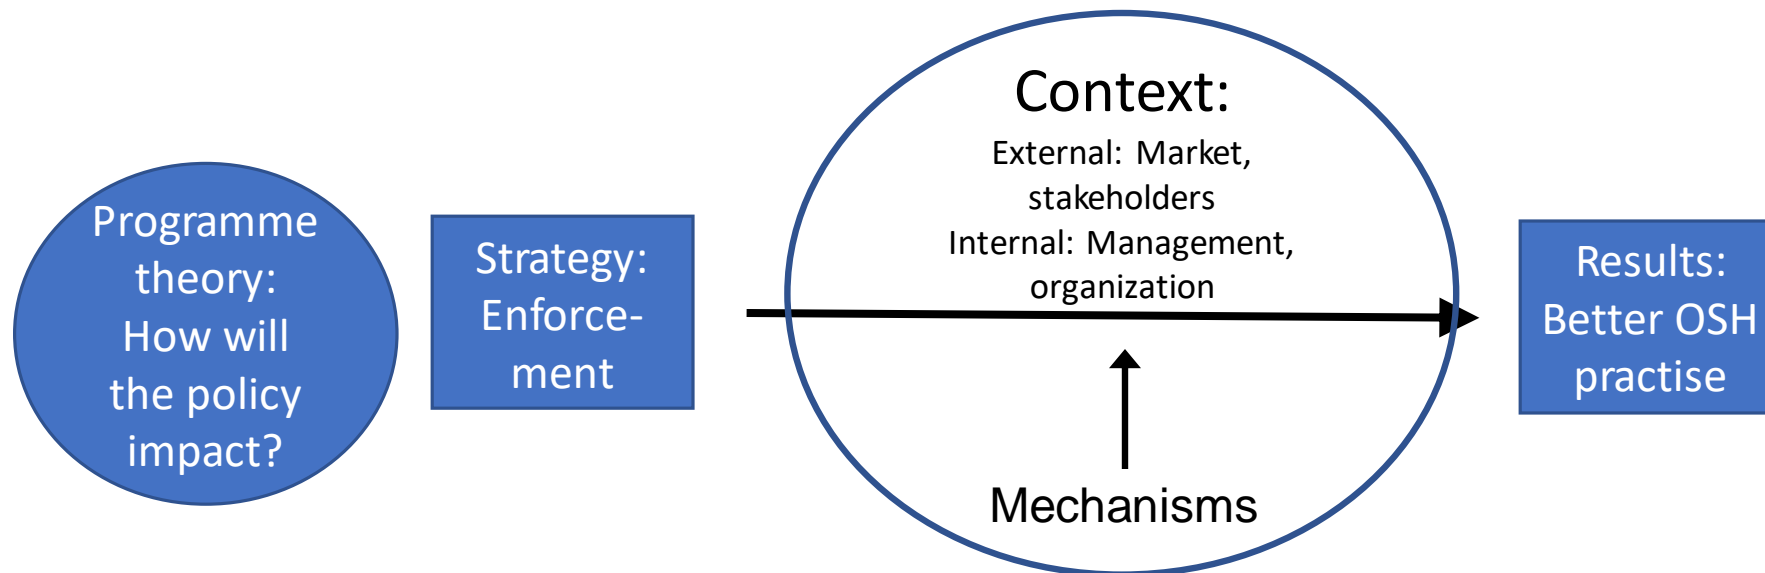 Programme
theory:
How will
the policy
impact?
Strategy:
Enforce-
ment
Context:
External: Market,
stakeholders
Internal: Management,
organization
Mechanisms
Results:
Better OSH
practise